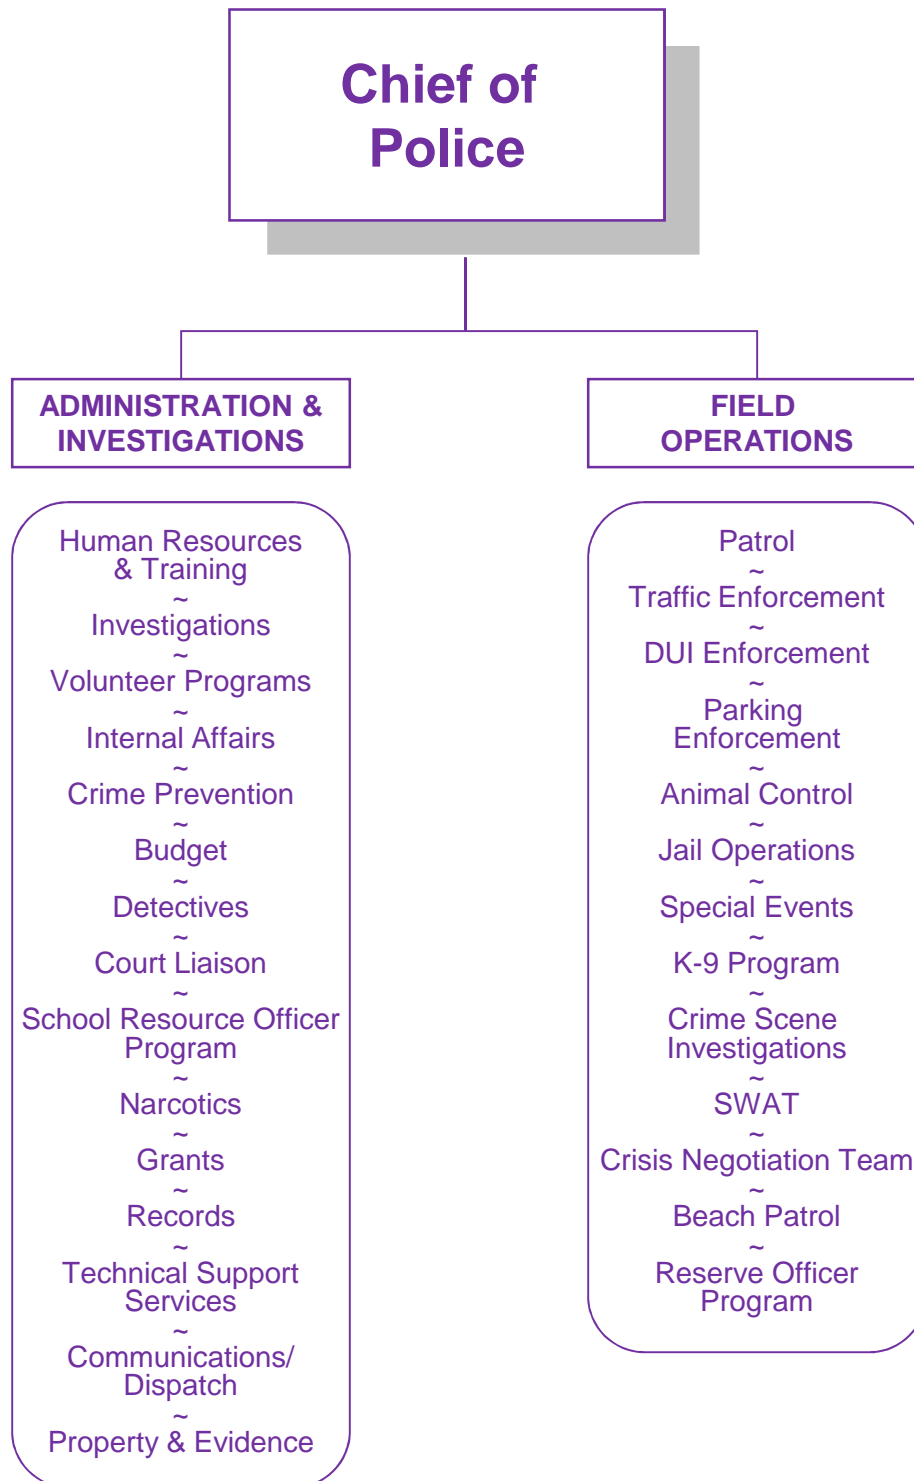 Chief of
Police
ADMINISTRATION &
INVESTIGATIONS
Human Resources
& Training
~
Investigations
~
Volunteer Programs
~
Internal Affairs
~
Crime Prevention
~
Budget
~
Detectives
~
Court Liaison
~
School Resource Officer
Program
~
Narcotics
~
Grants
~
Records
~
Technical Support
Services
~
Communications/
Dispatch
~
Property & Evidence
FIELD
OPERATIONS
Patrol
~
Traffic Enforcement
~
DUI Enforcement
~
Parking
Enforcement
~
Animal Control
~
Jail Operations
~
Special Events
~
K-9 Program
~
Crime Scene
Investigations
~
SWAT
~
Crisis Negotiation Team
~
Beach Patrol
~
Reserve Officer
Program